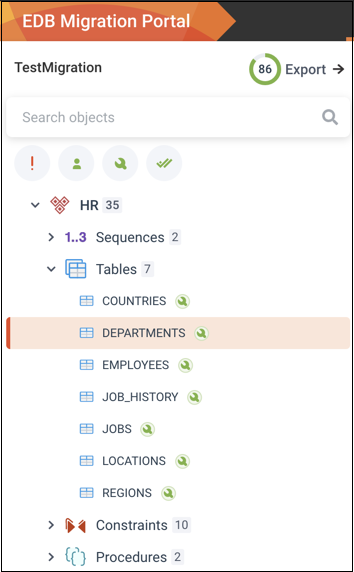 EDB Migration Portal
TestMigration 86 Export
Search objects
HR 35
1..3 Sequences 2
Tables 7
COUNTRIES
DEPARTMENTS
EMPLOYEES
JOB_HISTORY
JOBS
LOCATIONS
REGIONS
Constraints 10
Procedures 2